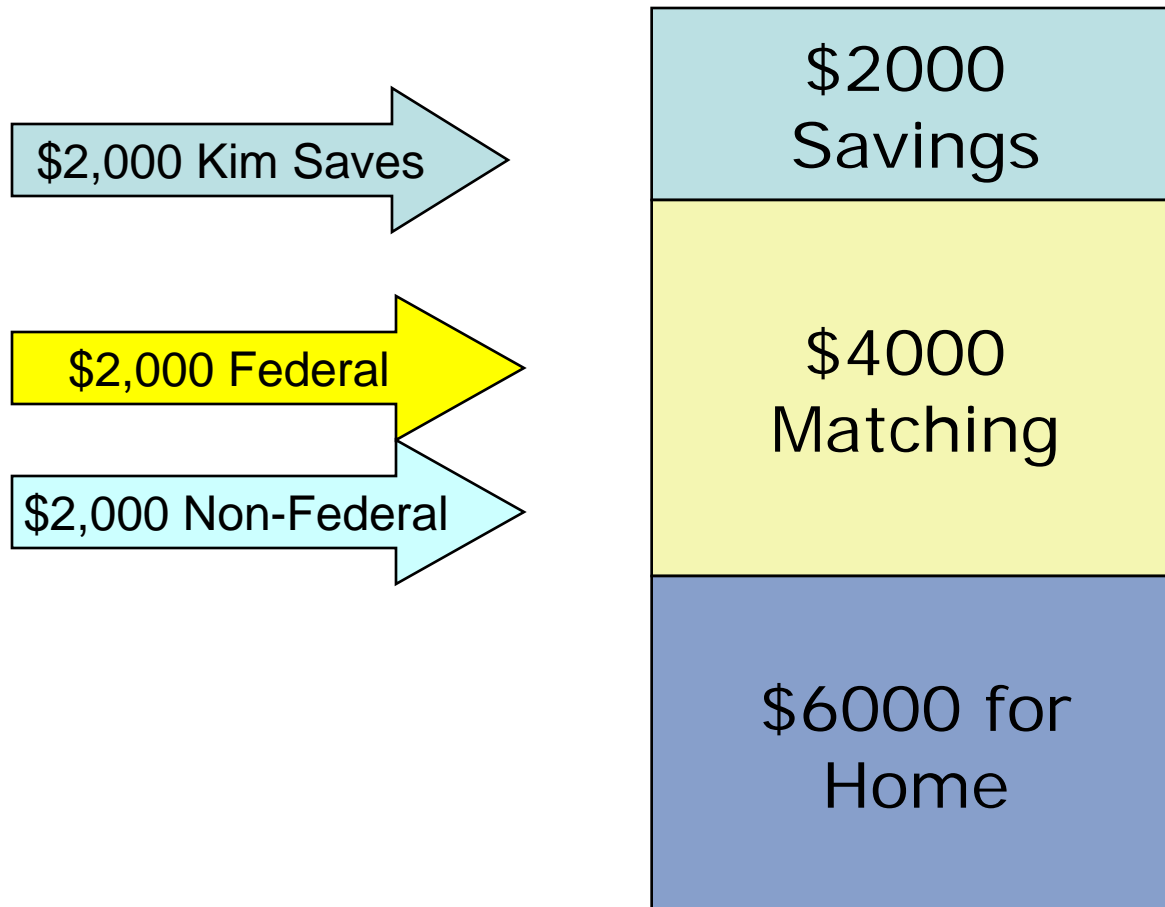 $2,000 Kim Saves
$2,000 Federal
$2,000 Non-Federal
$2000
Savings
$4000
Matching
$6000 for
Home